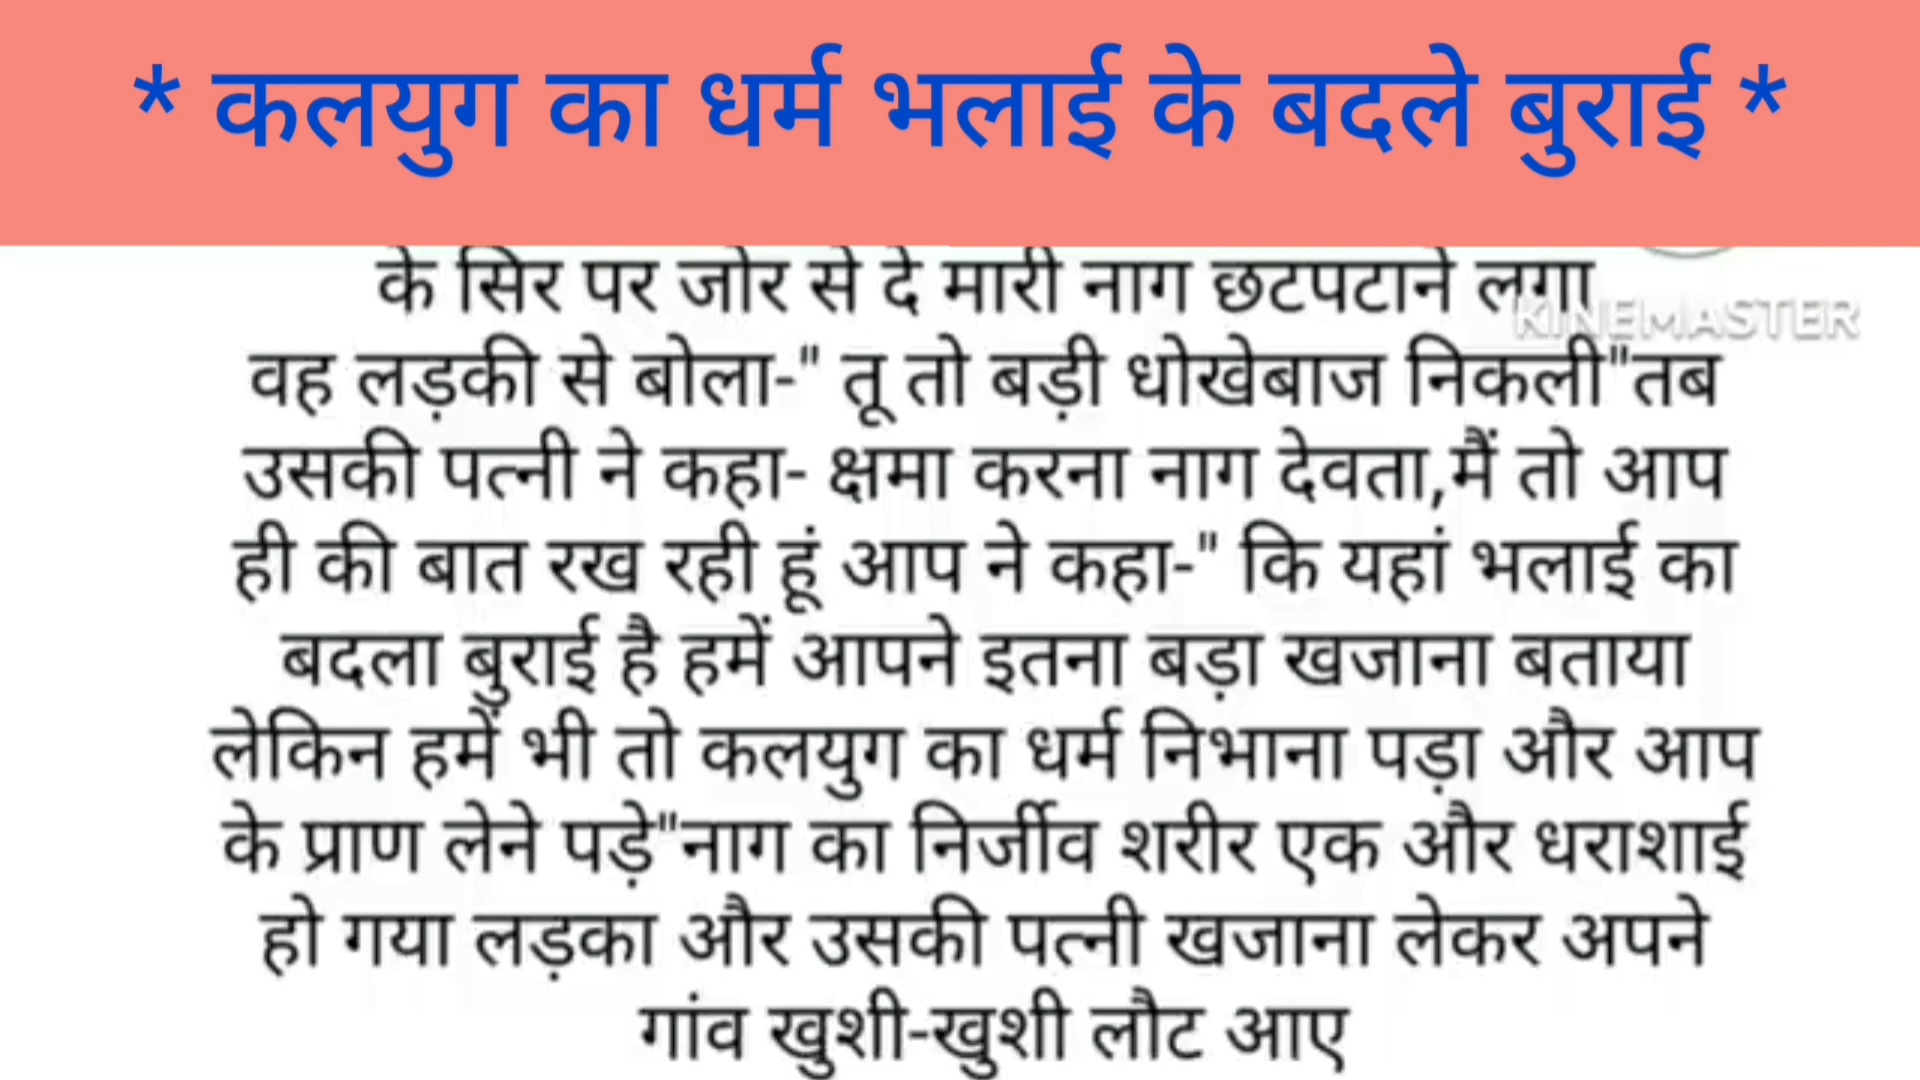 * कलयुग का धर्म भलाई के बदले बुराई *
के सिर पर जोर से दे मारी नाग छटपटाने लगा
KINEMASTER
वह लड़की से बोला-" तू तो बड़ी धोखेबाज निकली"तब
उसकी पत्नी ने कहा- क्षमा करना नाग देवता,मैं तो आप
ही की बात रख रही हूं आप ने कहा-" कि यहां भलाई का
बदला बुराई है हमें आपने इतना बड़ा खजाना बताया
लेकिन हमें भी तो कलयुग का धर्म निभाना पड़ा और आप
के प्राण लेने पड़े"नाग का निर्जीव शरीर एक और धराशाई
हो गया लड़का और उसकी पत्नी खजाना लेकर अपने
गांव खुशी-खुशी लौट आए